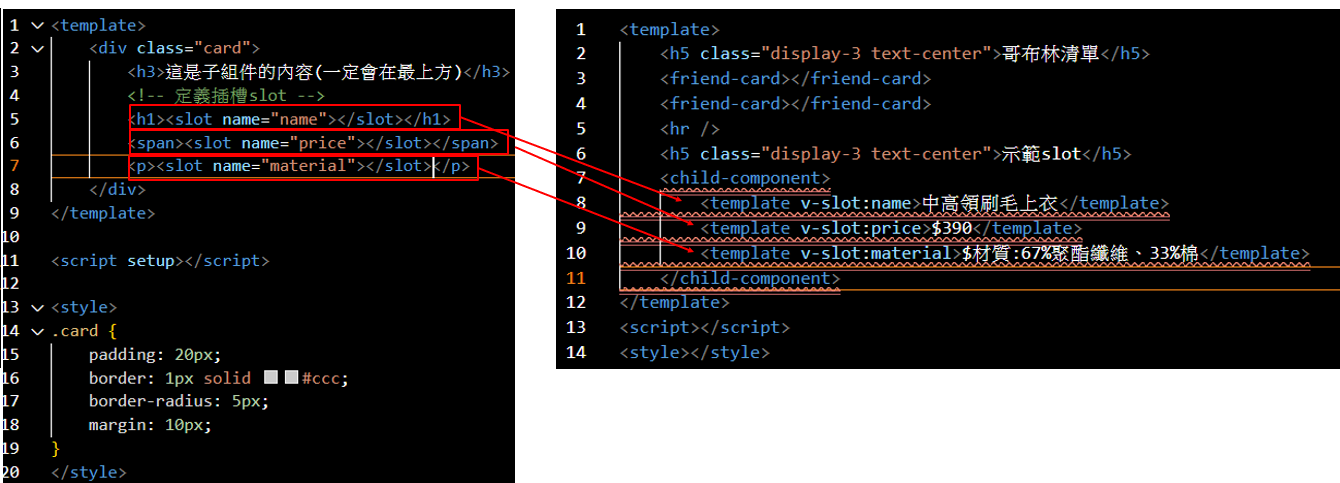 1 <template>
2 <div class="card">
3 <h3>這是子組件的內容(一定會在最上方)</h3>
4 <!-- 定義插槽slot -->
5 <h1><slot name="name"></slot></h1>
6 <span><slot name="price"></slot></span>
7 <p><slot name="material"></slot></p>
8 </div>
9 </template>
10
11 <script setup></script>
12
13 <style>
14 .card {
15 padding: 20px;
16 border: 1px solid #ccc;
17 border-radius: 5px;
18 margin: 10px;
19 }
20 </style>
1 <template>
2 <h5 class="display-3 text-center">哥布林清單</h5>
3 <friend-card></friend-card>
4 <friend-card></friend-card>
5 <hr />
6 <h5 class="display-3 text-center">示範slot</h5>
7 <child-component>
8 <template v-slot:name>中高領刷毛上衣</template>
9 <template v-slot:price>$390</template>
10 <template v-slot:material>$材質:67%聚酯纖維、33%棉</template>
11 </child-component>
12 </template>
13 <script></script>
14 <style></style>